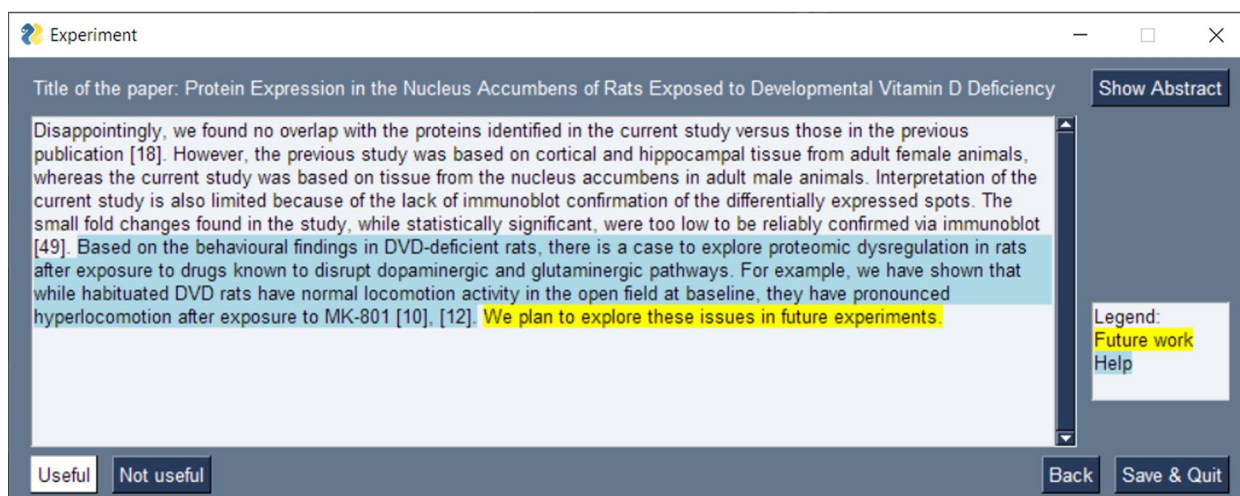 Experiment
Title of the paper: Protein Expression in the Nucleus Accumbens of Rats Exposed to Developmental Vitamin D Deficiency
Show Abstract
Disappointingly, we found no overlap with the proteins identified in the current study versus those in the previous
publication [18]. However, the previous study was based on cortical and hippocampal tissue from adult female animals,
whereas the current study was based on tissue from the nucleus accumbens in adult male animals. Interpretation of the
current study is also limited because of the lack of immunoblot confirmation of the differentially expressed spots. The
small fold changes found in the study, while statistically significant, were too low to be reliably confirmed via immunoblot
[49]. Based on the behavioural findings in DVD-deficient rats, there is a case to explore proteomic dysregulation in rats
after exposure to drugs known to disrupt dopaminergic and glutaminergic pathways. For example, we have shown that
while habituated DVD rats have normal locomotion activity in the open field at baseline, they have pronounced
hyperlocomotion after exposure to MK-801 [10], [12]. We plan to explore these issues in future experiments.
Legend:
Future work
Help
Useful
Not useful
Back
Save & Quit